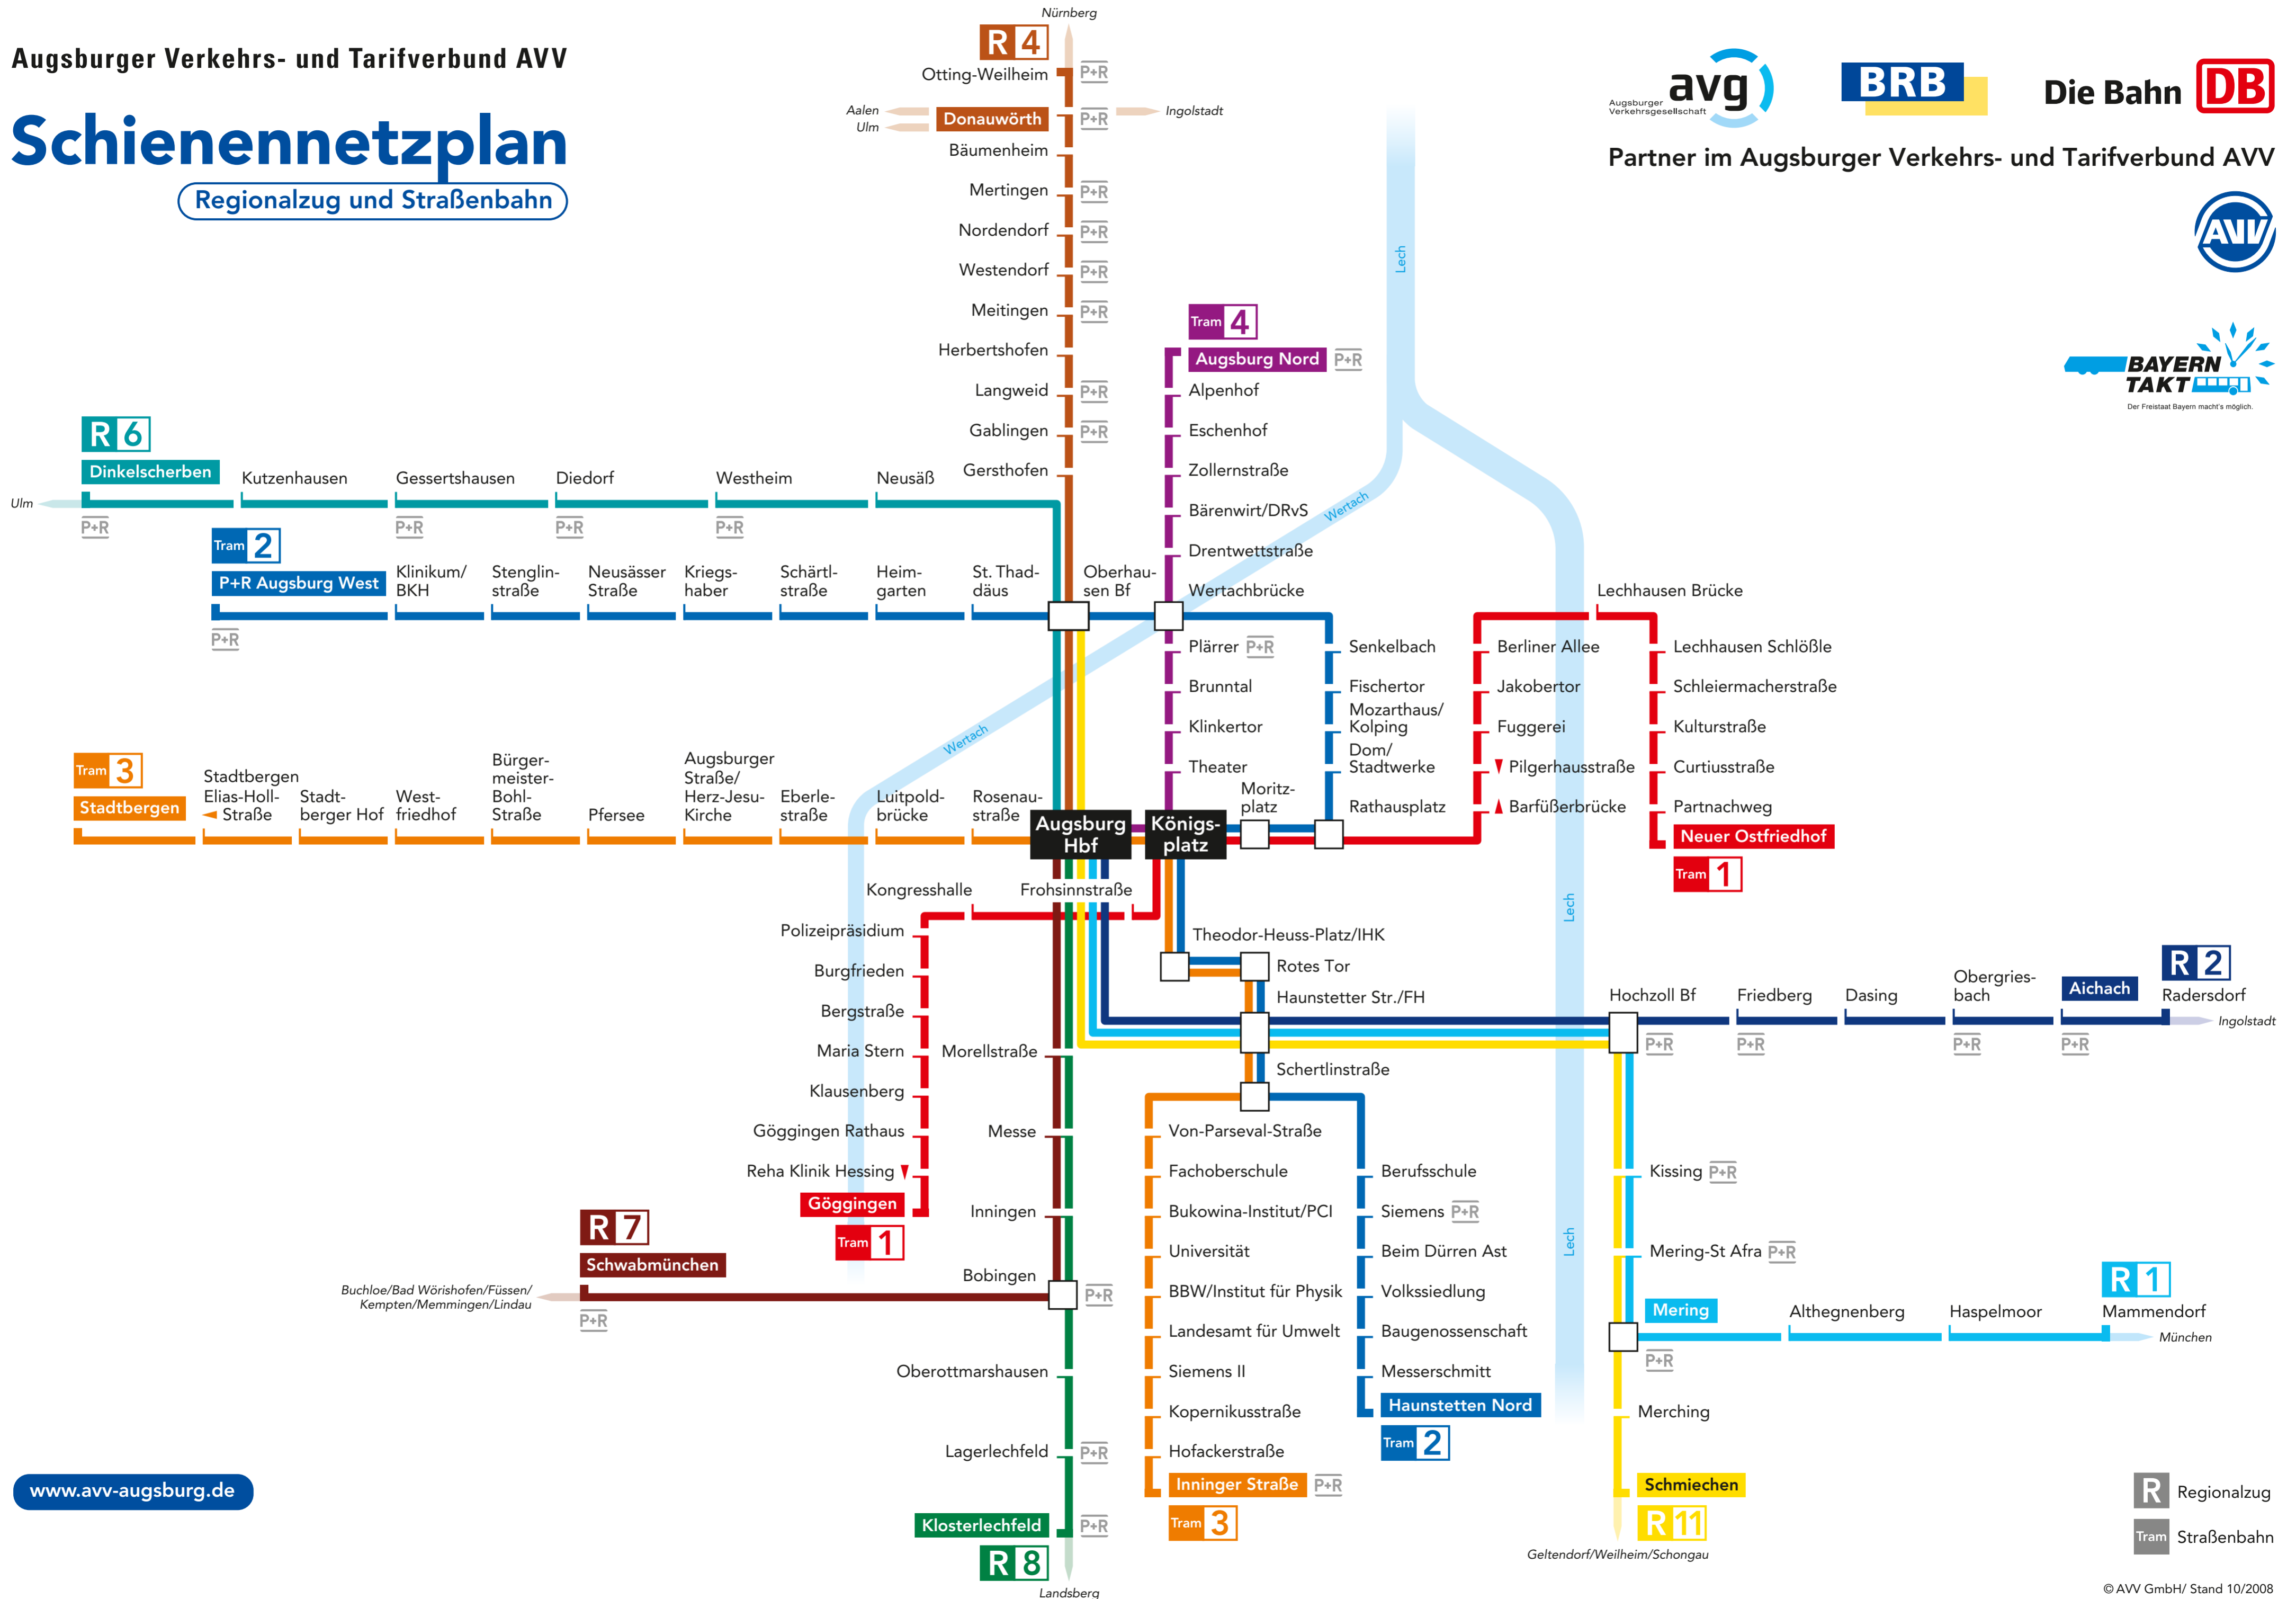 Augsburger Verkehrs- und Tarifverbund AVV
Schienennetzplan
Regionalzug und Straßenbahn
avg
Augsburger
Verkehrsgesellschaft
BRB
Die Bahn DB
Partner im Augsburger Verkehrs- und Tarifverbund AVV
AVV
BAYERN
TAKT
Der Freistaat Bayern macht's möglich.
Nürnberg
R 4
Otting-Weilheim P+R
Aalen
Ulm
Donauwörth P+R
Ingolstadt
Bäumenheim
Mertingen P+R
Nordendorf P+R
Westendorf P+R
Meitingen P+R
Herbertshofen
Langweid P+R
Gablingen P+R
Gersthofen
Lech
Tram 4
Augsburg Nord P+R
Alpenhof
Eschenhof
Zollernstraße
Bärenwirt/DRvS
Drentwettstraße
Wertachbrücke
Wertach
R 6
Dinkelscherben
Kutzenhausen
Gessertshausen
Diedorf
Westheim
Neusäß
Ulm
P+R
P+R
P+R
P+R
Tram 2
P+R Augsburg West
Klinikum/
BKH
Stenglin-
straße
Neusässer
Straße
Kriegs-
haber
Schärtl-
straße
Heim-
garten
St. Thad-
däus
Oberhau-
sen Bf
P+R
Plärrer P+R
Brunntal
Klinkertor
Theater
Senkelbach
Fischertor
Mozarthaus/
Kolping
Dom/
Stadtwerke
Rathausplatz
Moritz-
platz
Berliner Allee
Jakobertor
Fuggerei
Pilgerhausstraße
Barfüßerbrücke
Lechhausen Brücke
Lechhausen Schlößle
Schleiermacherstraße
Kulturstraße
Curtiusstraße
Partnachweg
Neuer Ostfriedhof
Tram 1
Wertach
Tram 3
Stadtbergen
Stadtbergen
Elias-Holl-
Straße
Stadt-
berger Hof
West-
friedhof
Bürger-
meister-
Bohl-
Straße
Pfersee
Augsburger
Straße/
Herz-Jesu-
Kirche
Eberle-
straße
Luitpold-
brücke
Rosenau-
straße
Augsburg
Hbf
Königs-
platz
Kongresshalle
Frohsinnstraße
Polizeipräsidium
Burgfrieden
Bergstraße
Maria Stern
Klausenberg
Göggingen Rathaus
Reha Klinik Hessing
Göggingen
Tram 1
Lech
Theodor-Heuss-Platz/IHK
Rotes Tor
Haunstetter Str./FH
Schertlinstraße
Hochzoll Bf
Friedberg
Dasing
Obergries-
bach
Aichach
R 2
Radersdorf
Ingolstadt
P+R
P+R
P+R
P+R
Morellstraße
Messe
Inningen
Bobingen P+R
R 7
Schwabmünchen
Buchloe/Bad Wörishofen/Füssen/
Kempten/Memmingen/Lindau
P+R
Oberottmarshausen
Lagerlechfeld P+R
Klosterlechfeld P+R
R 8
Landsberg
Von-Parseval-Straße
Fachoberschule
Bukowina-Institut/PCI
Universität
BBW/Institut für Physik
Landesamt für Umwelt
Siemens II
Kopernikusstraße
Hofackerstraße
Inninger Straße P+R
Tram 3
Berufsschule
Siemens P+R
Beim Dürren Ast
Volkssiedlung
Baugenossenschaft
Messerschmitt
Haunstetten Nord
Tram 2
Lech
Kissing P+R
Mering-St Afra P+R
Mering
P+R
Althegnenberg
Haspelmoor
R 1
Mammendorf
München
Merching
Schmiechen
R 11
Geltendorf/Weilheim/Schongau
www.avv-augsburg.de
R Regionalzug
Tram Straßenbahn
© AVV GmbH/ Stand 10/2008